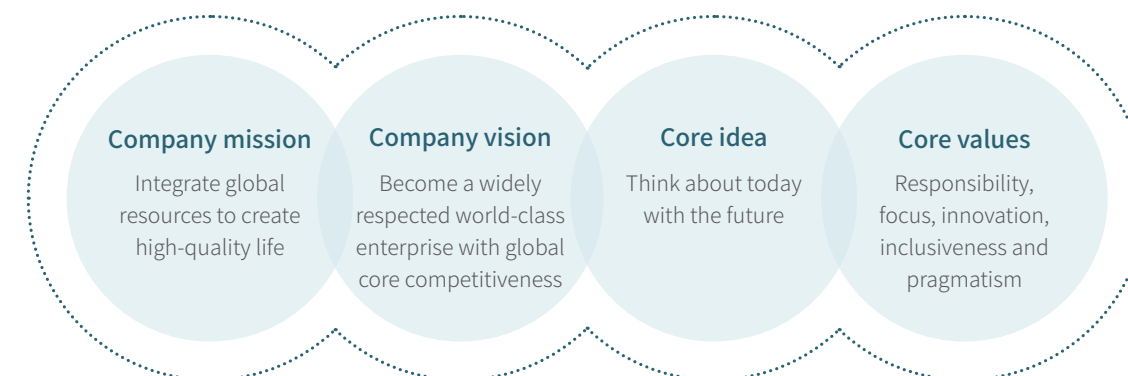 Company mission
Integrate global
resources to create
high-quality life
Company vision
Become a widely
respected world-class
enterprise with global
core competitiveness
Core idea
Think about today
with the future
Core values
Responsibility,
focus, innovation,
inclusiveness and
pragmatism